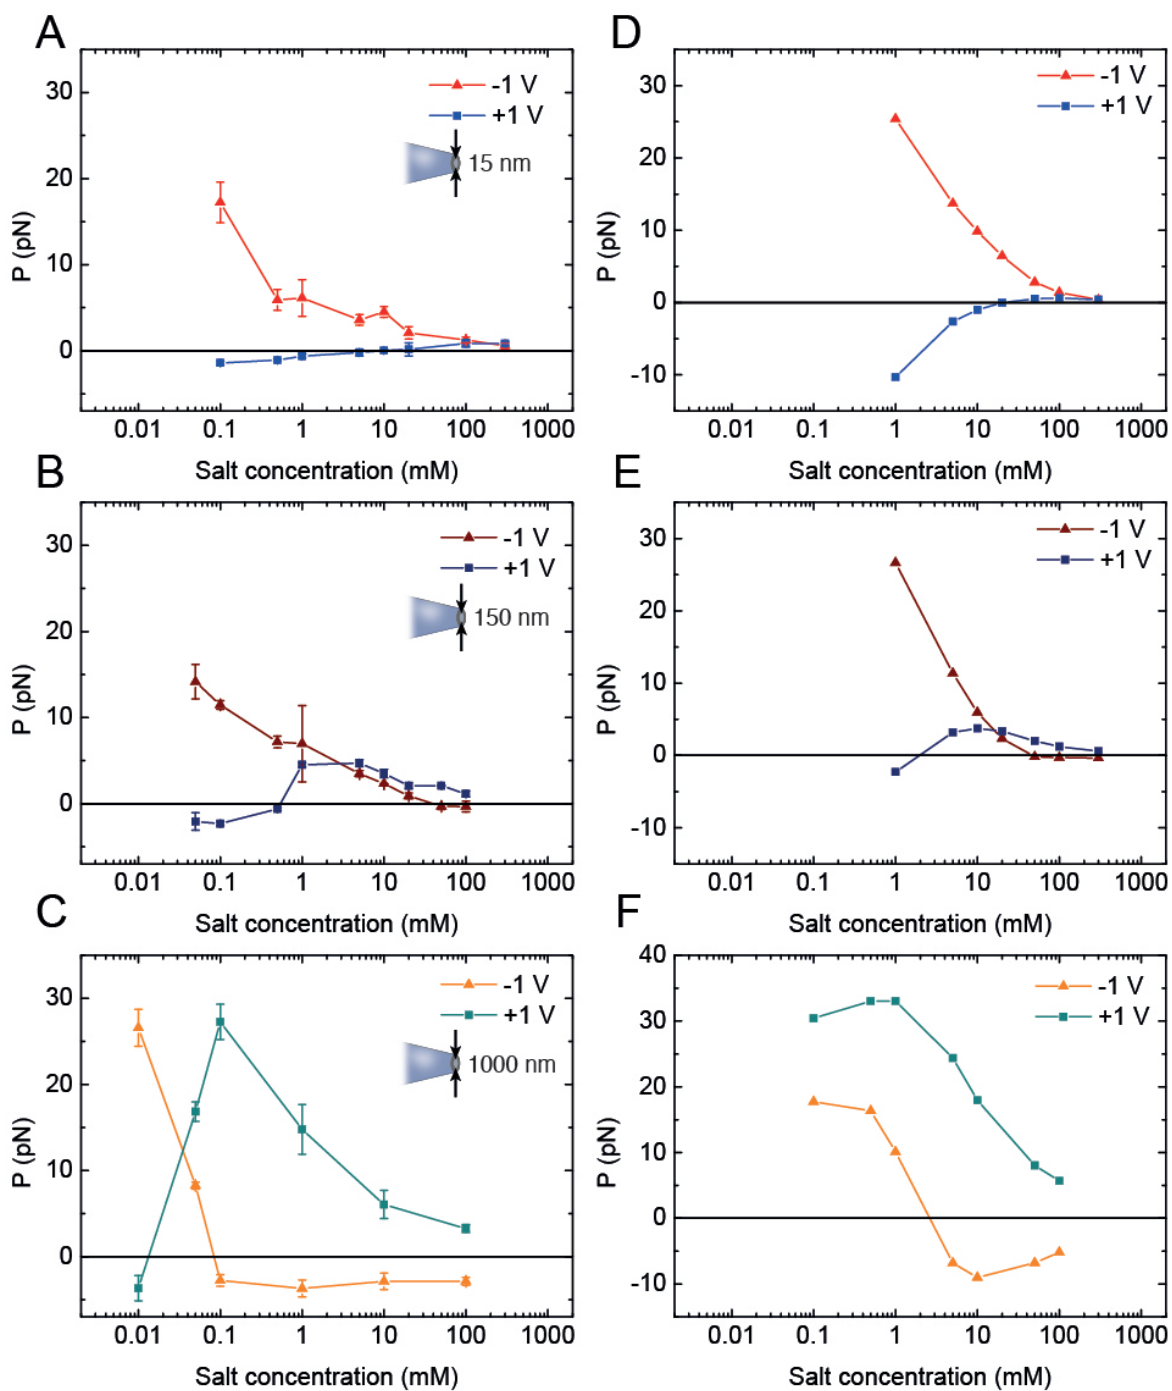 A
30
20
10
0
P (pN)
-1 V
+1 V
15 nm
0.01 0.1 1 10 100 1000
Salt concentration (mM)
D
30
20
10
0
-10
P (pN)
-1 V
+1 V
0.01 0.1 1 10 100 1000
Salt concentration (mM)
B
30
20
10
0
P (pN)
-1 V
+1 V
150 nm
0.01 0.1 1 10 100 1000
Salt concentration (mM)
E
30
20
10
0
-10
P (pN)
-1 V
+1 V
0.01 0.1 1 10 100 1000
Salt concentration (mM)
C
30
20
10
0
P (pN)
-1 V
+1 V
1000 nm
0.01 0.1 1 10 100 1000
Salt concentration (mM)
F
40
30
20
10
0
-10
P (pN)
-1 V
+1 V
0.01 0.1 1 10 100 1000
Salt concentration (mM)